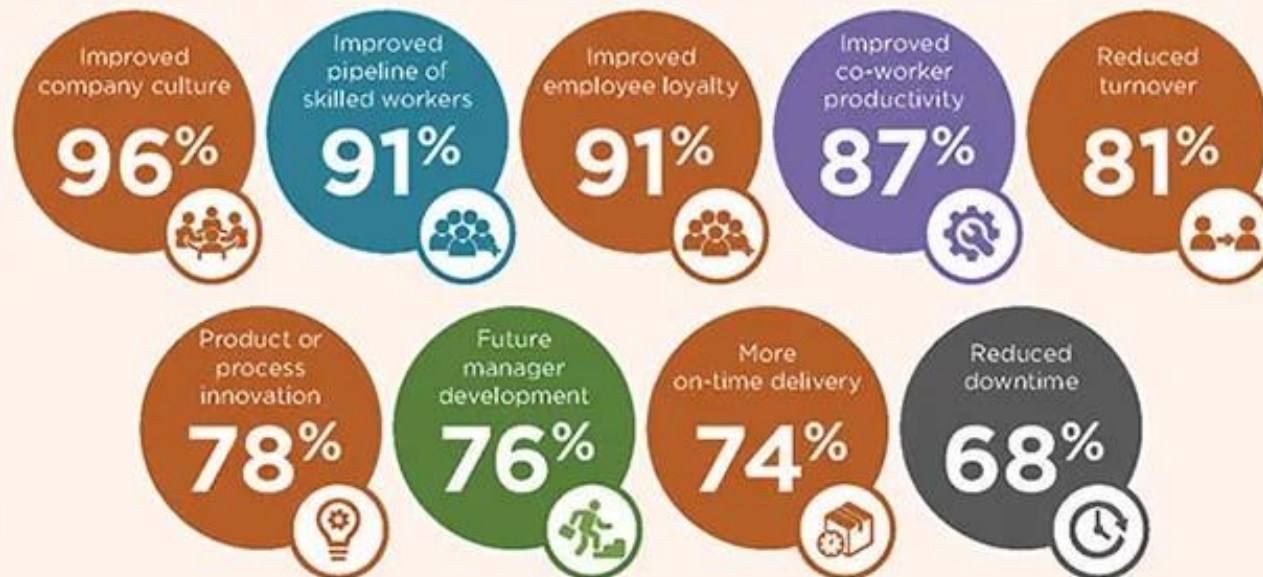 Improved
company culture
96%
Improved
pipeline of
skilled workers
91%
Improved
employee loyalty
91%
Improved
co-worker
productivity
87%
Reduced
turnover
81%
Product or
process
innovation
78%
Future
manager
development
76%
More
on-time delivery
74%
Reduced
downtime
68%